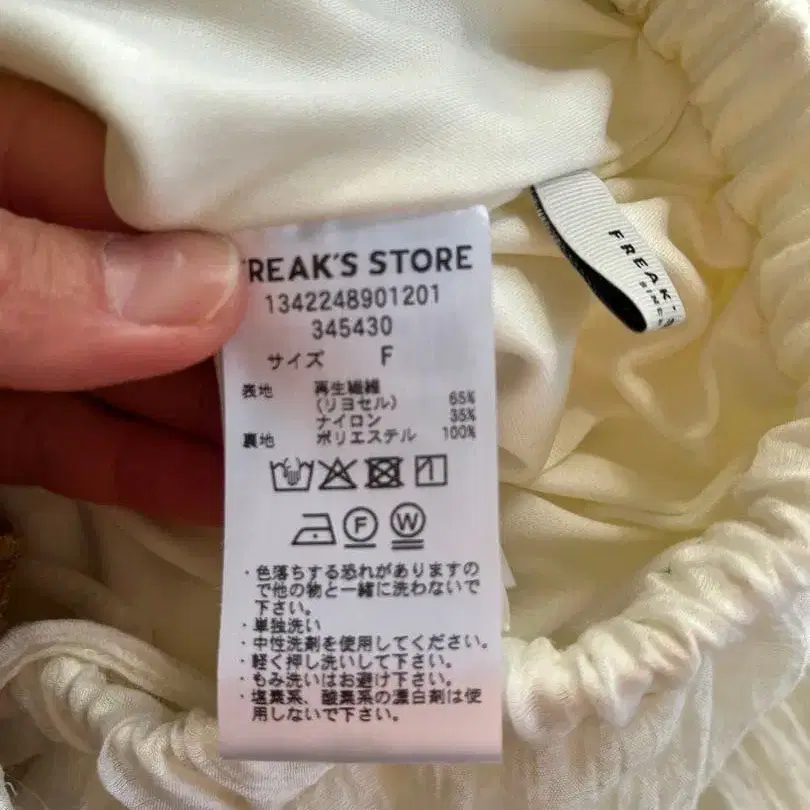 FREAK'S STORE
1342248901201
345430
サイズ F
表地 再生繊維
(リヨセル) 65%
ナイロン 35%
裏地 ポリエステル 100%
F W
・色落ちする恐れがありますの
で他の物と一緒に洗わないで
下さい。
・単独洗い
・中性洗剤を使用してください。
・軽く押し洗いして下さい。
・もみ洗いはお避け下さい。
・塩素系、酸素系の漂白剤は使
用しないで下さい。
FREAK'S